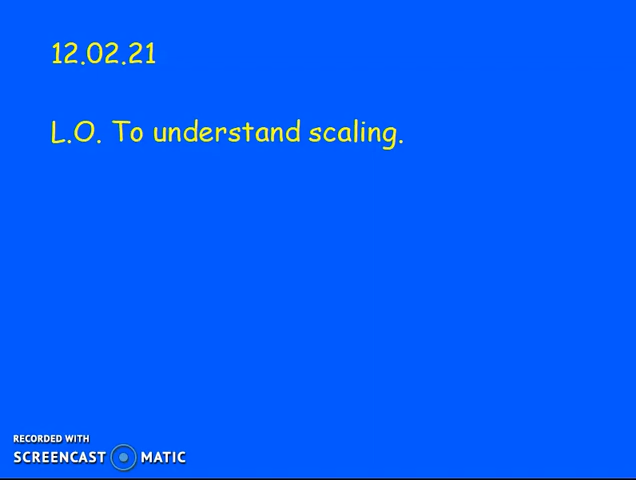 12.02.21
L.O. To understand scaling.
RECORDED WITH
SCREENCAST MATIC